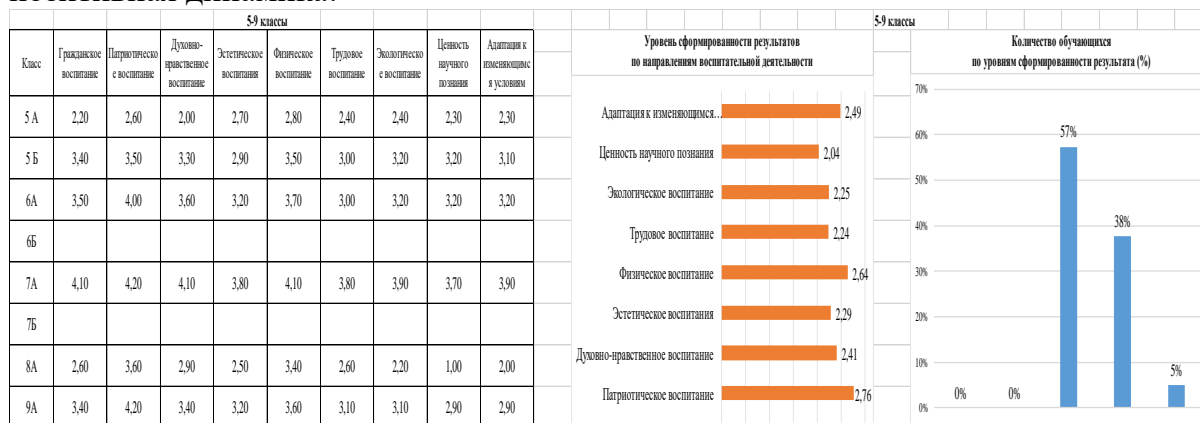 5-9 классы
Класс
Гражданское воспитание
Патриотическо е воспитание
Духовно- нравственное воспитание
Эстетическое воспитания
Физическое воспитание
Трудовое воспитание
Экологическо е воспитание
Ценность научного познания
Адаптация к изменяющимс я условиям
5 А 2,20 2,60 2,00 2,70 2,80 2,40 2,40 2,30 2,30
5 Б 3,40 3,50 3,30 2,90 3,50 3,00 3,20 3,20 3,10
6А 3,50 4,00 3,60 3,20 3,70 3,00 3,20 3,20 3,20
6Б
7А 4,10 4,20 4,10 3,80 4,10 3,80 3,90 3,70 3,90
7Б
8А 2,60 3,60 2,90 2,50 3,40 2,60 2,20 1,00 2,00
9А 3,40 4,20 3,40 3,20 3,60 3,10 3,10 2,90 2,90
5-9 классы
Уровень сформированности результатов
по направлениям воспитательной деятельности
Адаптация к изменяющимся… 2,49
Ценность научного познания 2,04
Экологическое воспитание 2,25
Трудовое воспитание 2,24
Физическое воспитание 2,64
Эстетическое воспитания 2,29
Духовно-нравственное воспитание 2,41
Патриотическое воспитание 2,76
Количество обучающихся
по уровням сформированности результата (%)
70%
60%
50%
40%
30%
20%
10%
0%
0% 0% 57% 38% 5%